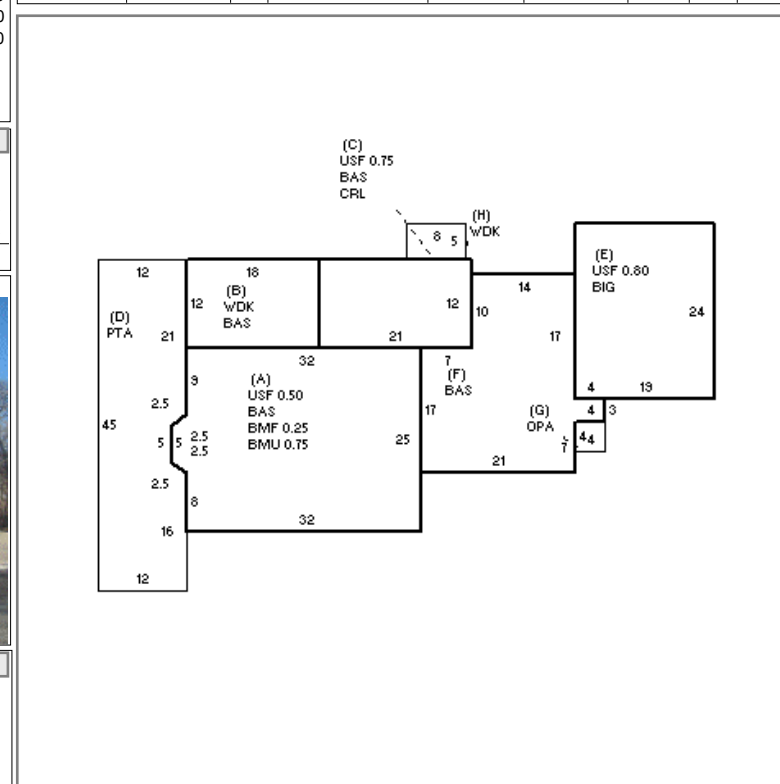 0
0
(C)
USF 0.75
BAS
CRL
(H)
WDK
8
5
12
18
(B)
WDK
BAS
12
(D)
PTA
21
12
21
10
14
17
(E)
USF 0.80
BIG
24
4
19
32
9
(A)
USF 0.50
BAS
BMF 0.25
BMU 0.75
2.5
45
5
5
2.5
2.5
2.5
8
16
12
32
25
7
(F)
BAS
17
(G)
OPA
4
3
4
4
7
21